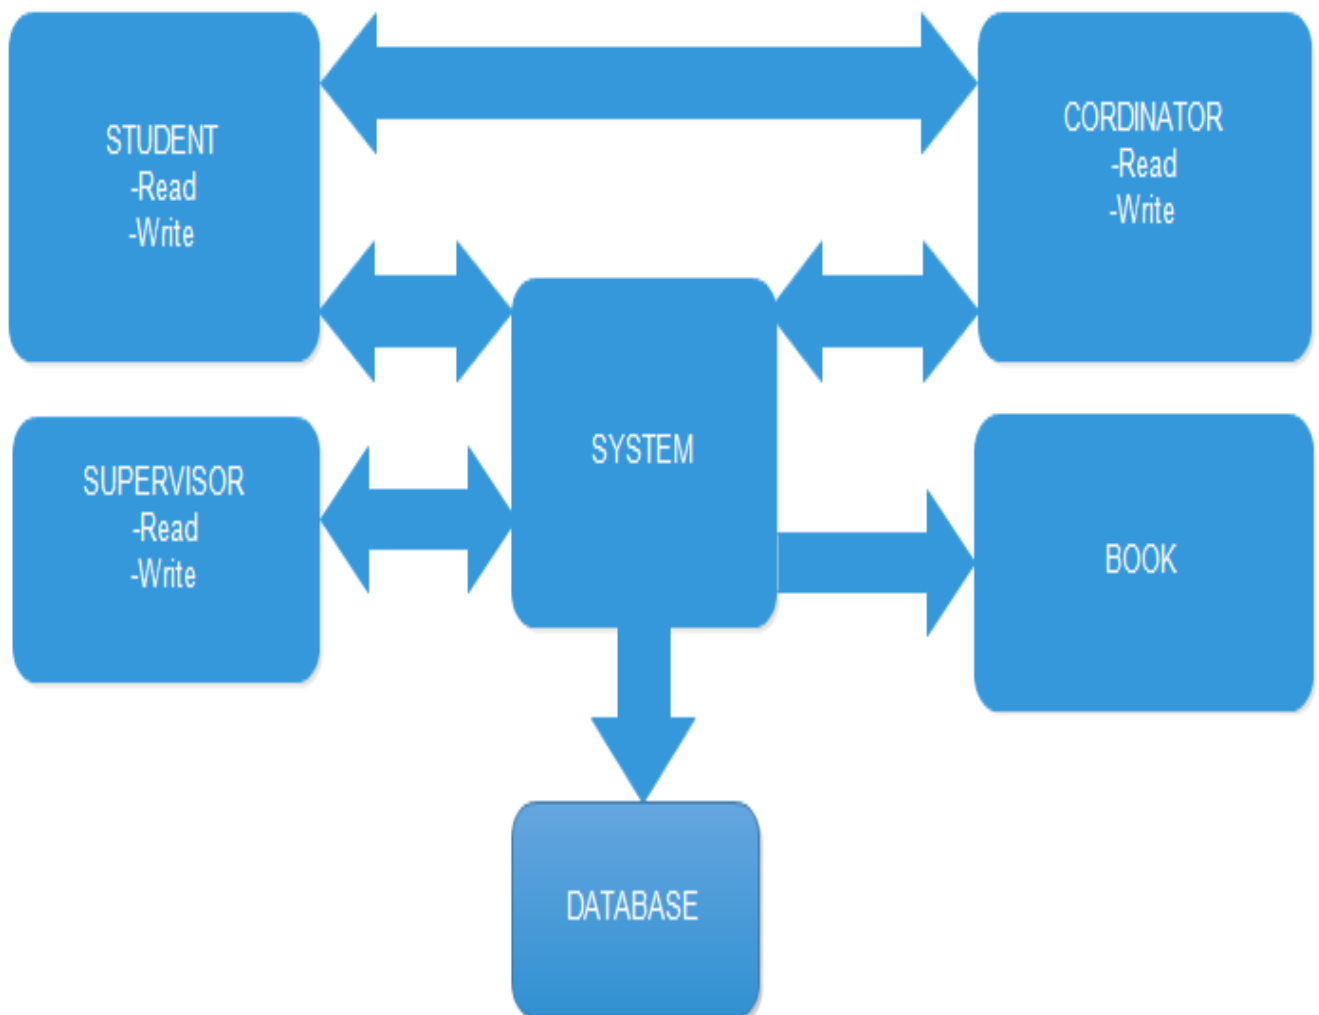 STUDENT
-Read
-Write
CORDINATOR
-Read
-Write
SYSTEM
SUPERVISOR
-Read
-Write
BOOK
DATABASE